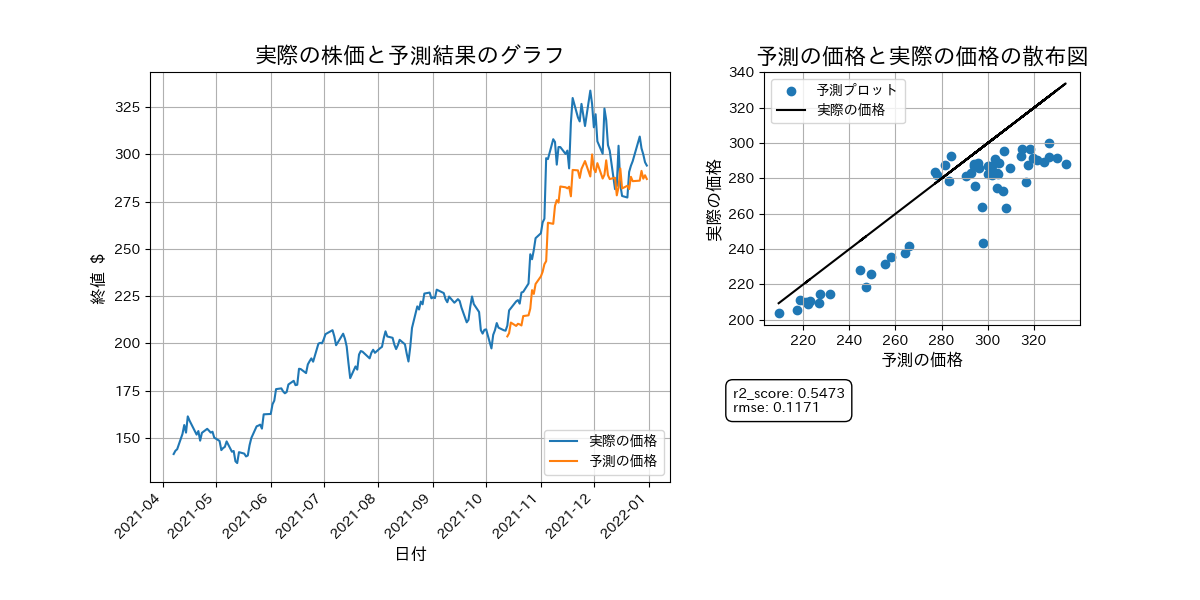 実際の株価と予測結果のグラフ
終値 $
325
300
275
250
225
200
175
150
2021-04
2021-05
2021-06
2021-07
2021-08
2021-09
2021-10
2021-11
2021-12
2022-01
日付
実際の価格
予測の価格
予測の価格と実際の価格の散布図
実際の価格
340
320
300
280
260
240
220
200
予測プロット
実際の価格
220
240
260
280
300
320
予測の価格
r2_score: 0.5473
rmse: 0.1171